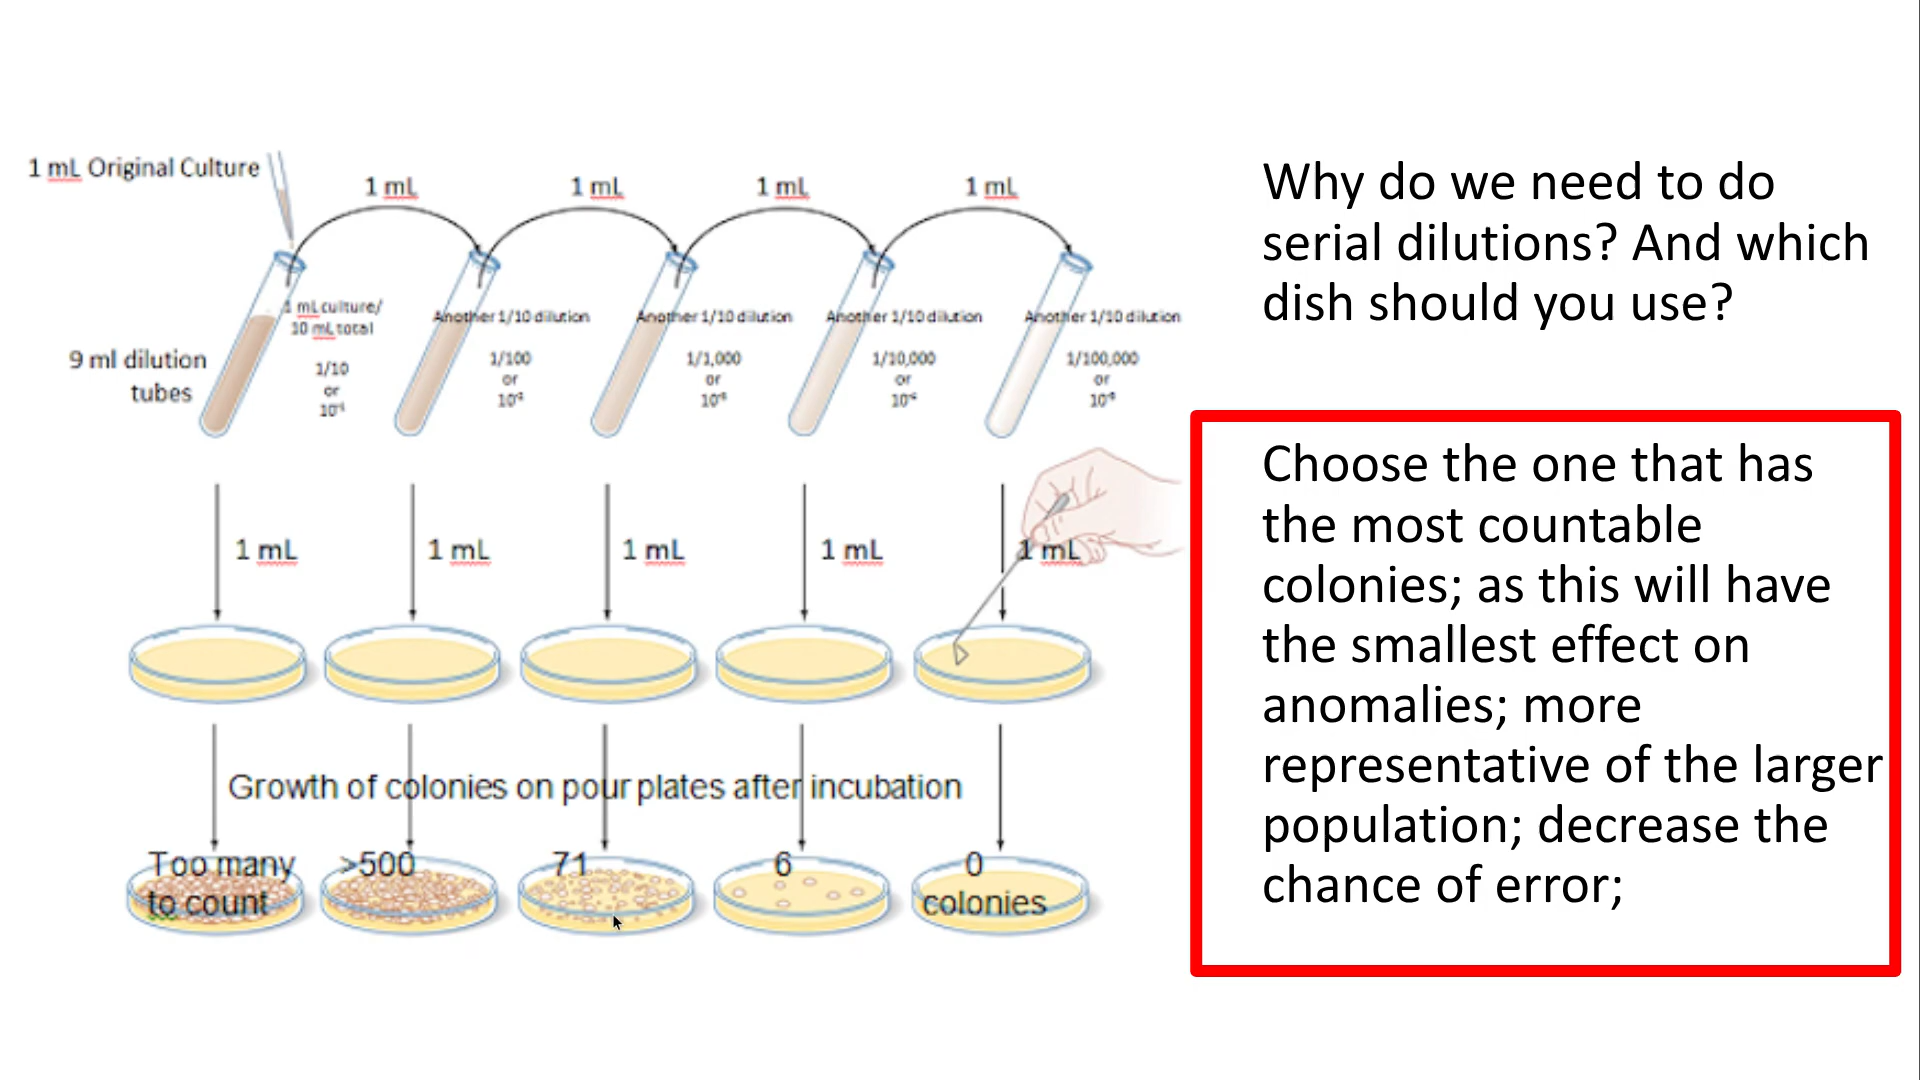 1 mL Original Culture
1 mL
1 mL
1 mL
1 mL
1 mL culture/
10 mL total
1/10
or
10⁻¹
Another 1/10 dilution
1/100
or
Another 1/10 dilution
1/1,000
or
Another 1/10 dilution
1/10,000
or
Another 1/10 dilution
1/100,000
or
9 ml dilution
tubes
1 mL
1 mL
1 mL
1 mL
1 mL
Growth of colonies on pour plates after incubation
Too many
to count
>500
71
6
0
colonies
Why do we need to do
serial dilutions? And which
dish should you use?
Choose the one that has
the most countable
colonies; as this will have
the smallest effect on
anomalies; more
representative of the larger
population; decrease the
chance of error;